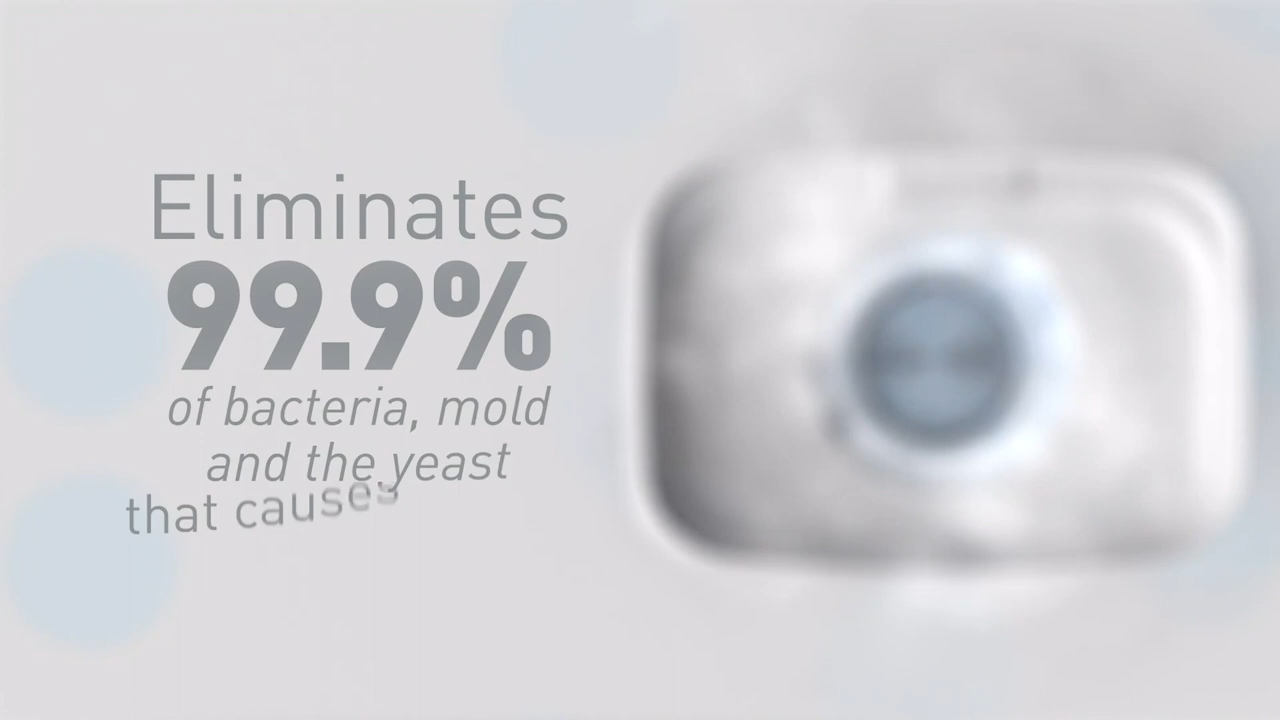 Eliminates
99.9%
of bacteria, mold
and the yeast
that causes